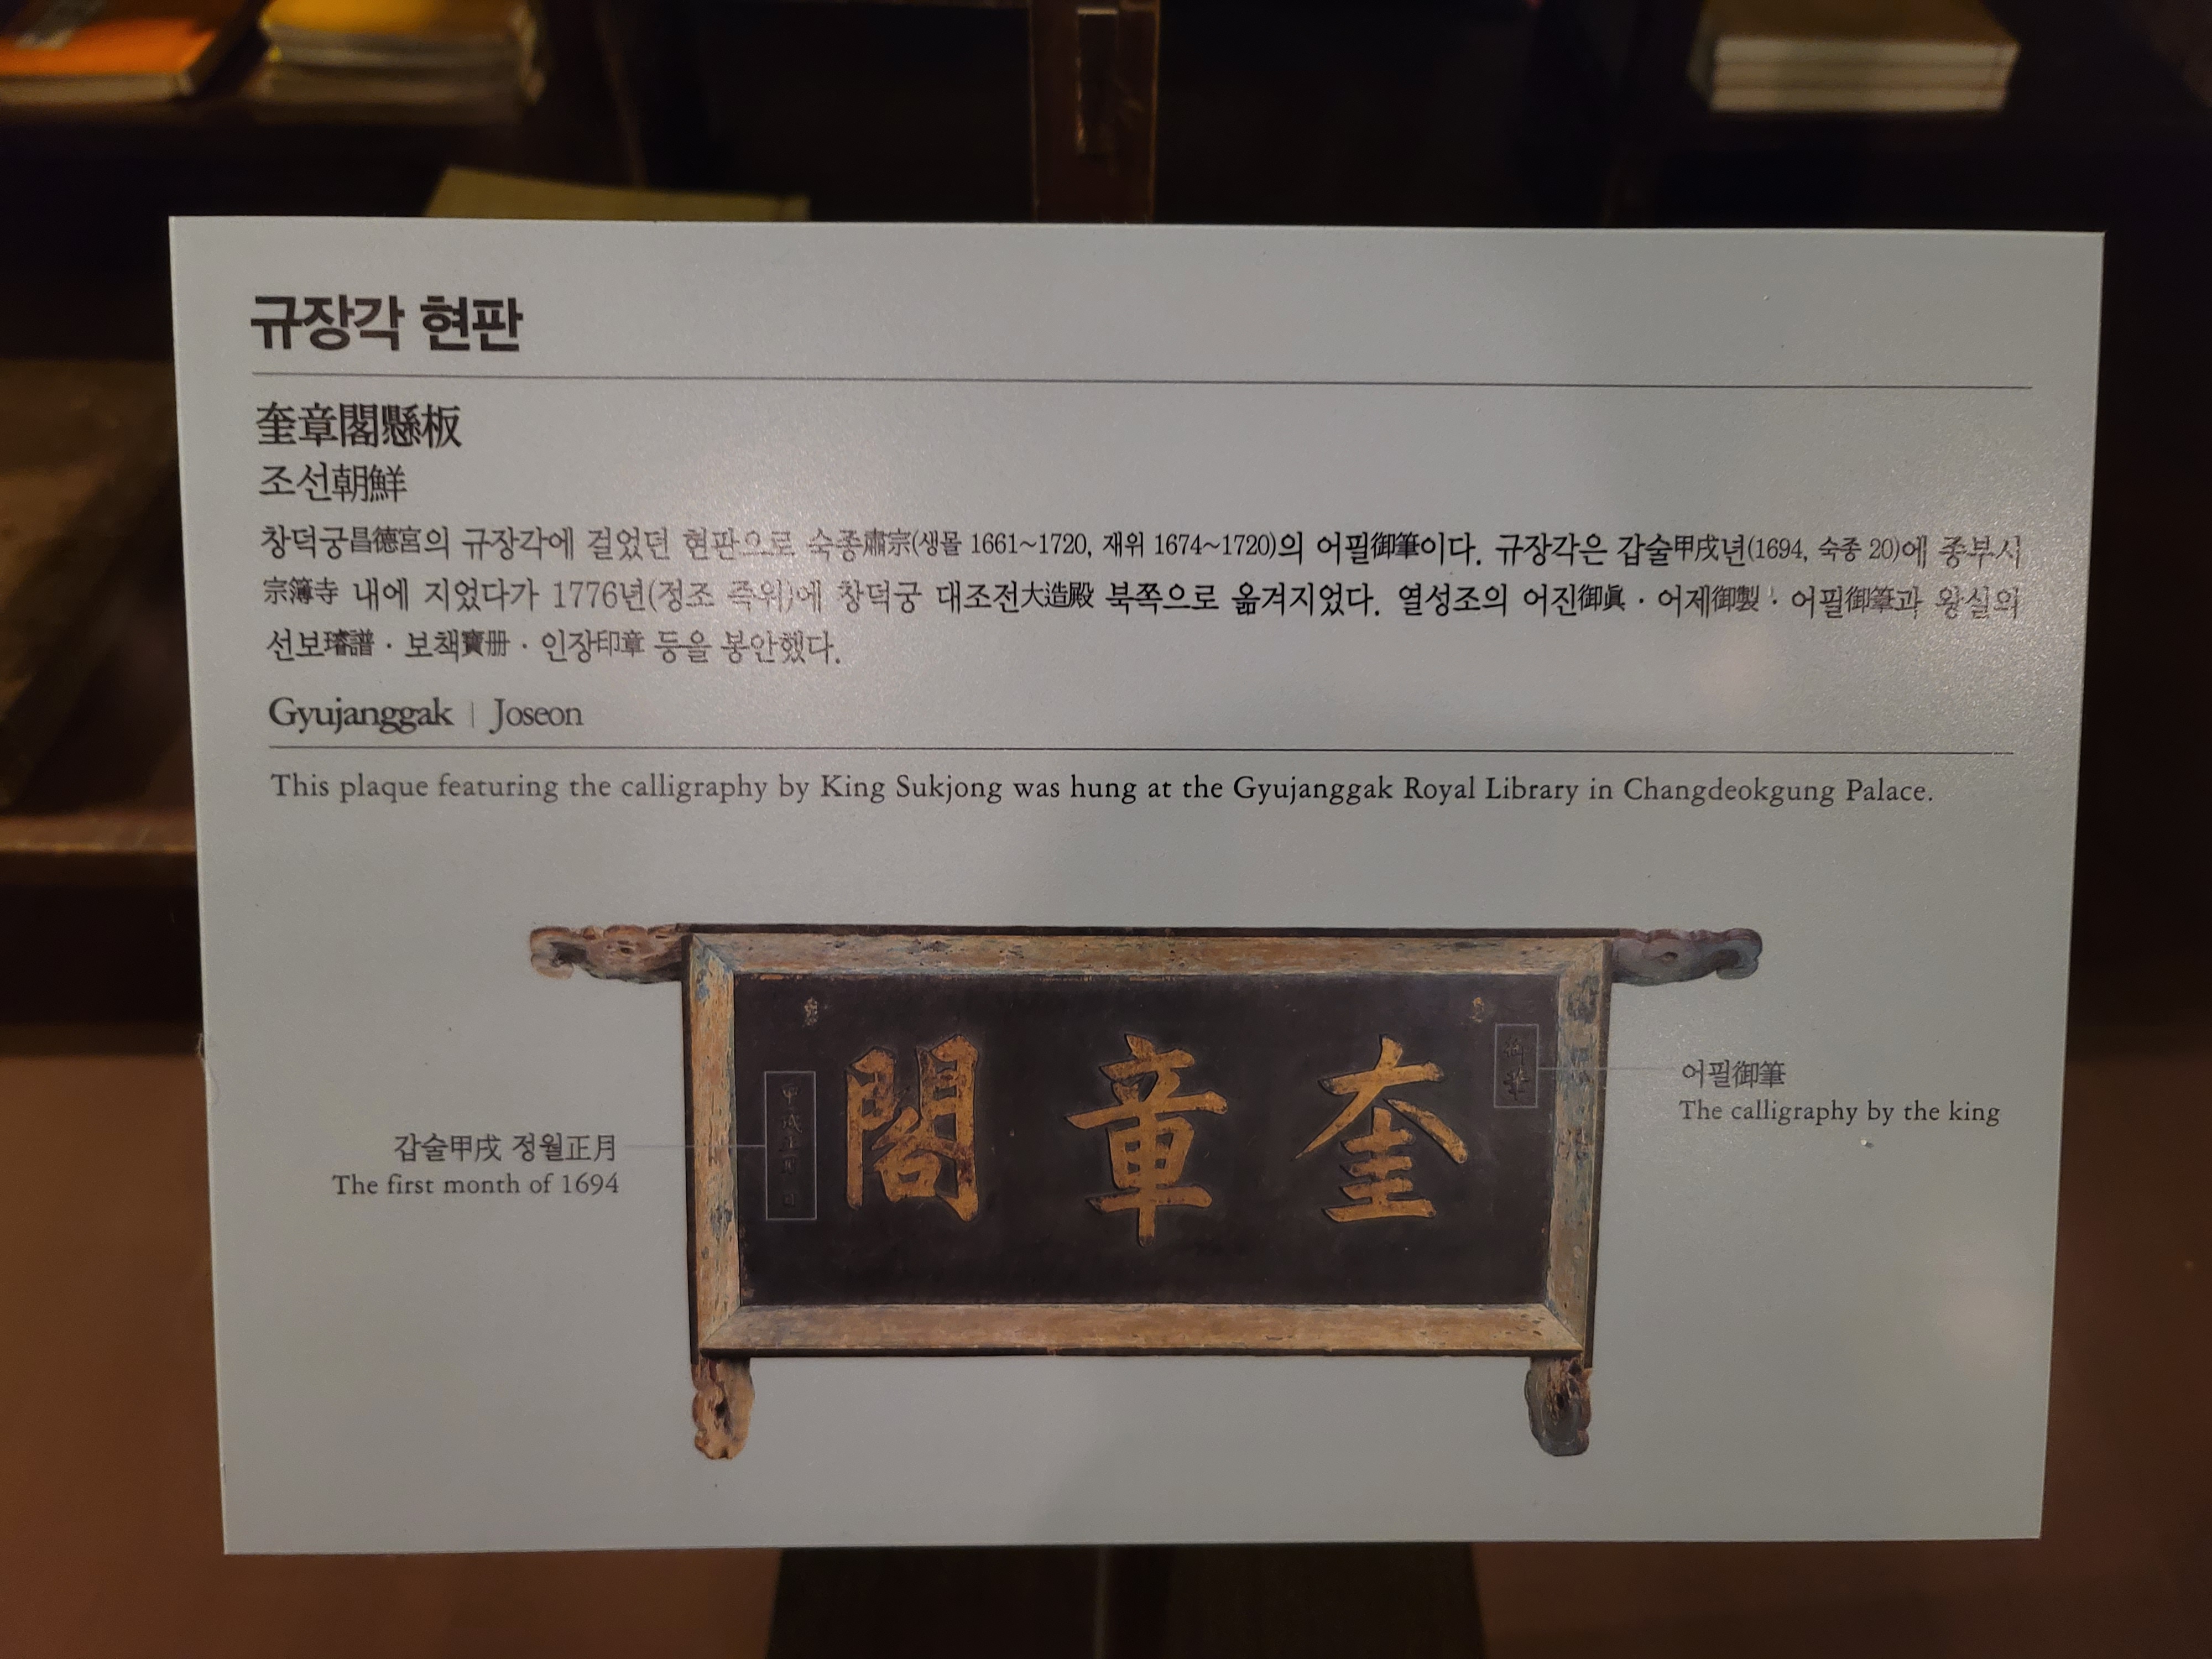 규장각 현판
奎章閣懸板
조선朝鮮
창덕궁昌德宮의 규장각에 걸었던 현판으로 숙종肅宗(생몰 1661~1720, 재위 1674~1720)의 어필御筆이다. 규장각은 갑술甲戌년(1694, 숙종 20)에 종부시
宗簿寺 내에 지었다가 1776년(정조 즉위)에 창덕궁 대조전大造殿 북쪽으로 옮겨지었다. 열성조의 어진御眞 · 어제御製 · 어필御筆과 왕실의
선보璿譜 · 보책寶册 · 인장印章 등을 봉안했다.
Gyujanggak | Joseon
This plaque featuring the calligraphy by King Sukjong was hung at the Gyujanggak Royal Library in Changdeokgung Palace.
御筆
奎章閣
어필御筆
The calligraphy by the king
갑술甲戌 정월正月
The first month of 1694